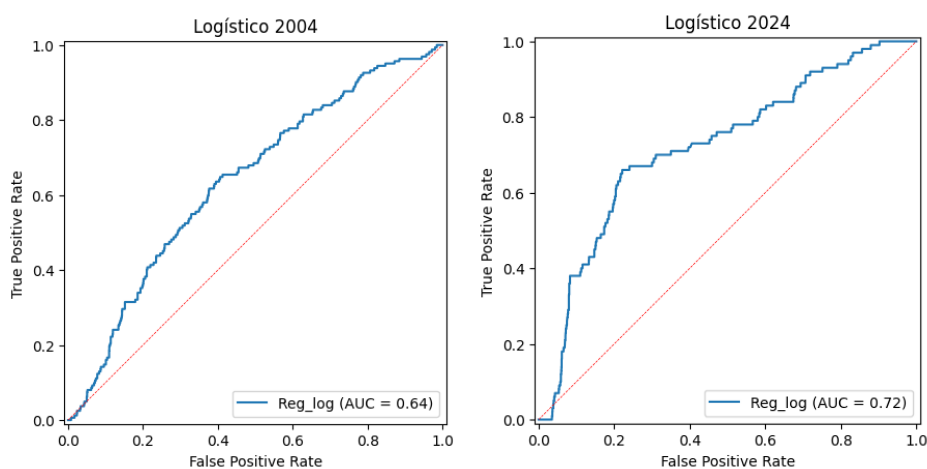 Logístico 2004
1.0
0.8
0.6
0.4
0.2
0.0
True Positive Rate
0.0 0.2 0.4 0.6 0.8 1.0
False Positive Rate
Reg_log (AUC = 0.64)
Logístico 2024
1.0
0.8
0.6
0.4
0.2
0.0
True Positive Rate
0.0 0.2 0.4 0.6 0.8 1.0
False Positive Rate
Reg_log (AUC = 0.72)